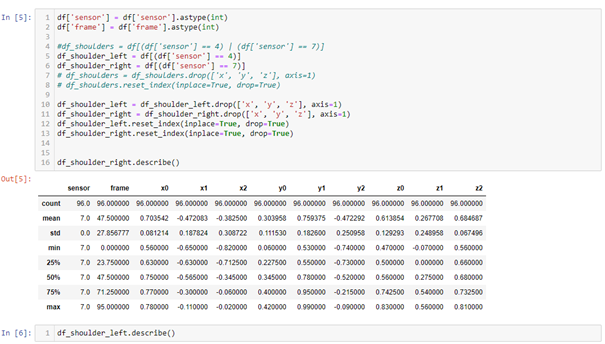 In [5]:
1 df['sensor'] = df['sensor'].astype(int)
2 df['frame'] = df['frame'].astype(int)
3
4 #df_shoulders = df[(df['sensor'] == 4) | (df['sensor'] == 7)]
5 df_shoulder_left = df[(df['sensor'] == 4)]
6 df_shoulder_right = df[(df['sensor'] == 7)]
7 # df_shoulders = df_shoulders.drop(['x', 'y', 'z'], axis=1)
8 # df_shoulders.reset_index(inplace=True, drop=True)
9
10 df_shoulder_left = df_shoulder_left.drop(['x', 'y', 'z'], axis=1)
11 df_shoulder_right = df_shoulder_right.drop(['x', 'y', 'z'], axis=1)
12 df_shoulder_left.reset_index(inplace=True, drop=True)
13 df_shoulder_right.reset_index(inplace=True, drop=True)
14
15
16 df_shoulder_right.describe()
Out[5]:
sensor frame x0 x1 x2 y0 y1 y2 z0 z1 z2
count 96.0 96.000000 96.000000 96.000000 96.000000 96.000000 96.000000 96.000000 96.000000 96.000000 96.000000
mean 7.0 47.500000 0.703542 -0.472083 -0.382500 0.303958 0.759375 -0.472292 0.613854 0.267708 0.684687
std 0.0 27.856777 0.081214 0.187824 0.308722 0.111530 0.182600 0.250958 0.129293 0.248958 0.067496
min 7.0 0.000000 0.560000 -0.650000 -0.820000 0.060000 0.530000 -0.740000 0.470000 -0.070000 0.560000
25% 7.0 23.750000 0.630000 -0.630000 -0.712500 0.227500 0.550000 -0.730000 0.500000 0.000000 0.660000
50% 7.0 47.500000 0.750000 -0.565000 -0.345000 0.345000 0.780000 -0.520000 0.560000 0.275000 0.680000
75% 7.0 71.250000 0.770000 -0.300000 -0.060000 0.400000 0.950000 -0.215000 0.742500 0.540000 0.732500
max 7.0 95.000000 0.780000 -0.110000 -0.020000 0.420000 0.990000 -0.090000 0.830000 0.560000 0.810000
In [6]:
1 df_shoulder_left.describe()